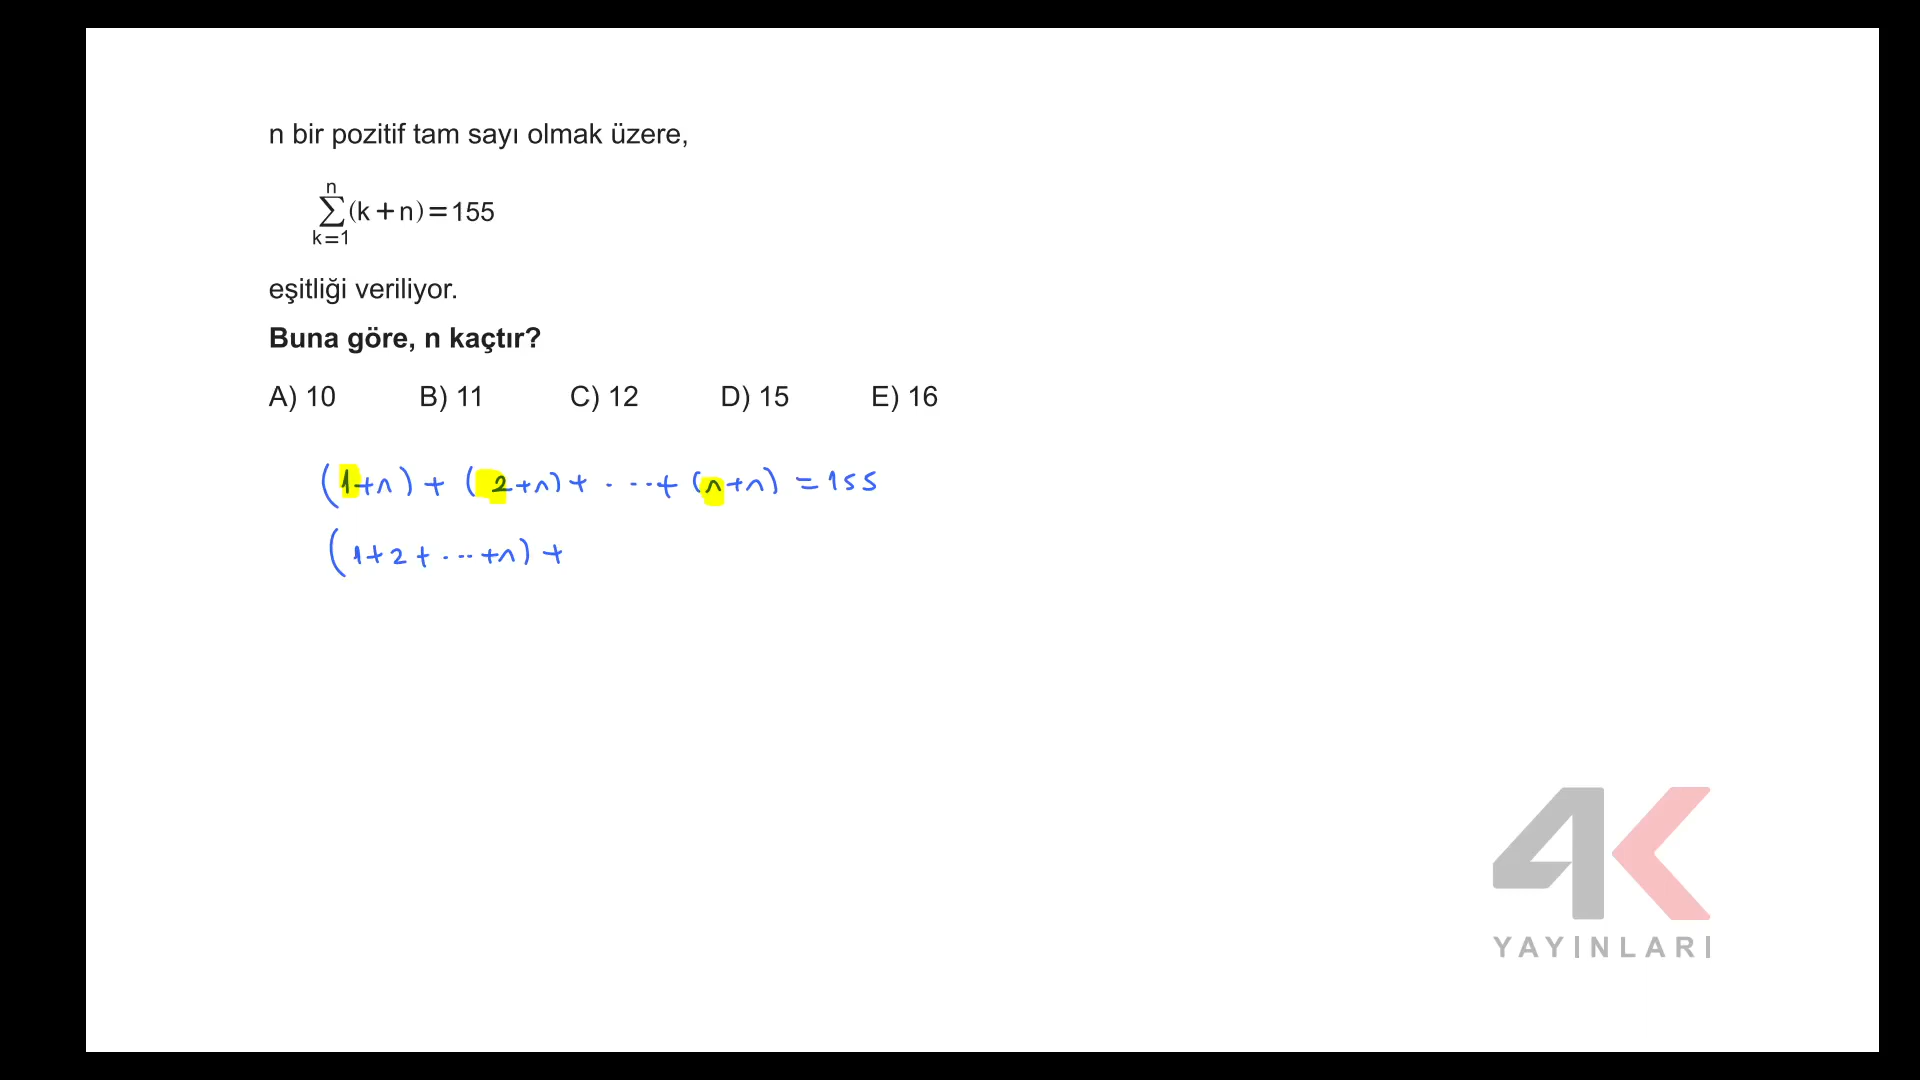 n bir pozitif tam sayı olmak üzere,
n
∑(k+n)=155
k=1
eşitliği veriliyor.
Buna göre, n kaçtır?
A) 10 B) 11 C) 12 D) 15 E) 16
(1+n) + (2+n) + ....+ (n+n) = 155
(1+2+....+n) +
4K
YAYINLARI